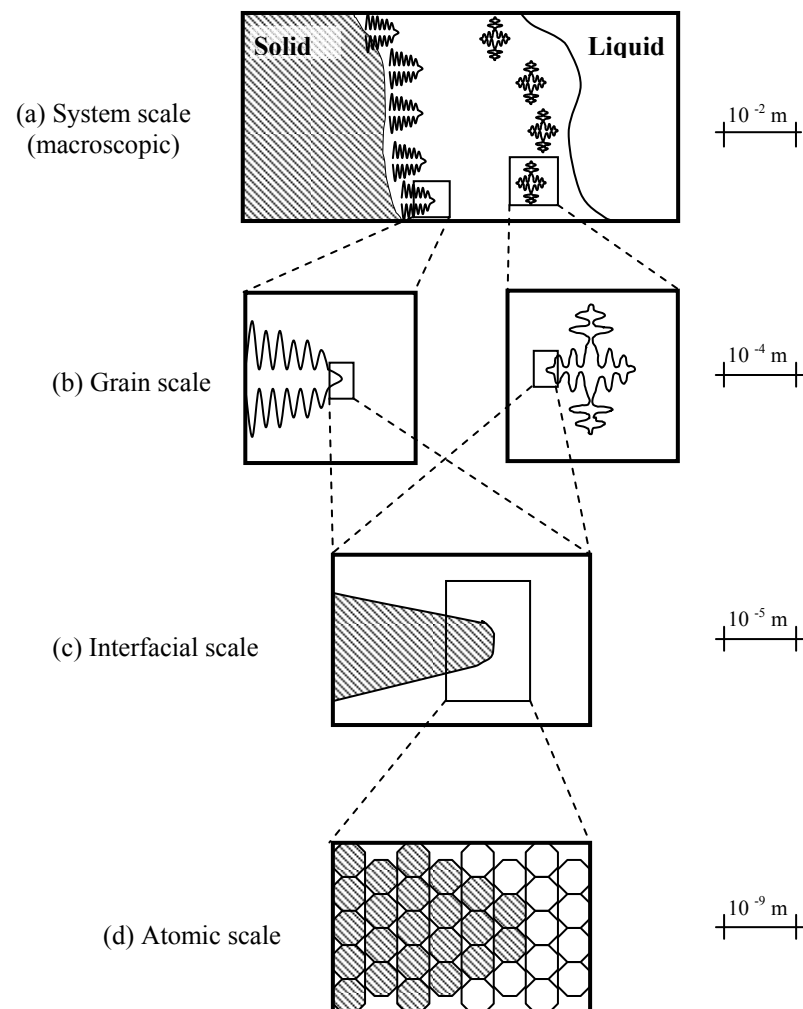 Solid
Liquid
(a) System scale
(macroscopic)
10 -2 m
(b) Grain scale
10 -4 m
(c) Interfacial scale
10 -5 m
(d) Atomic scale
10 -9 m